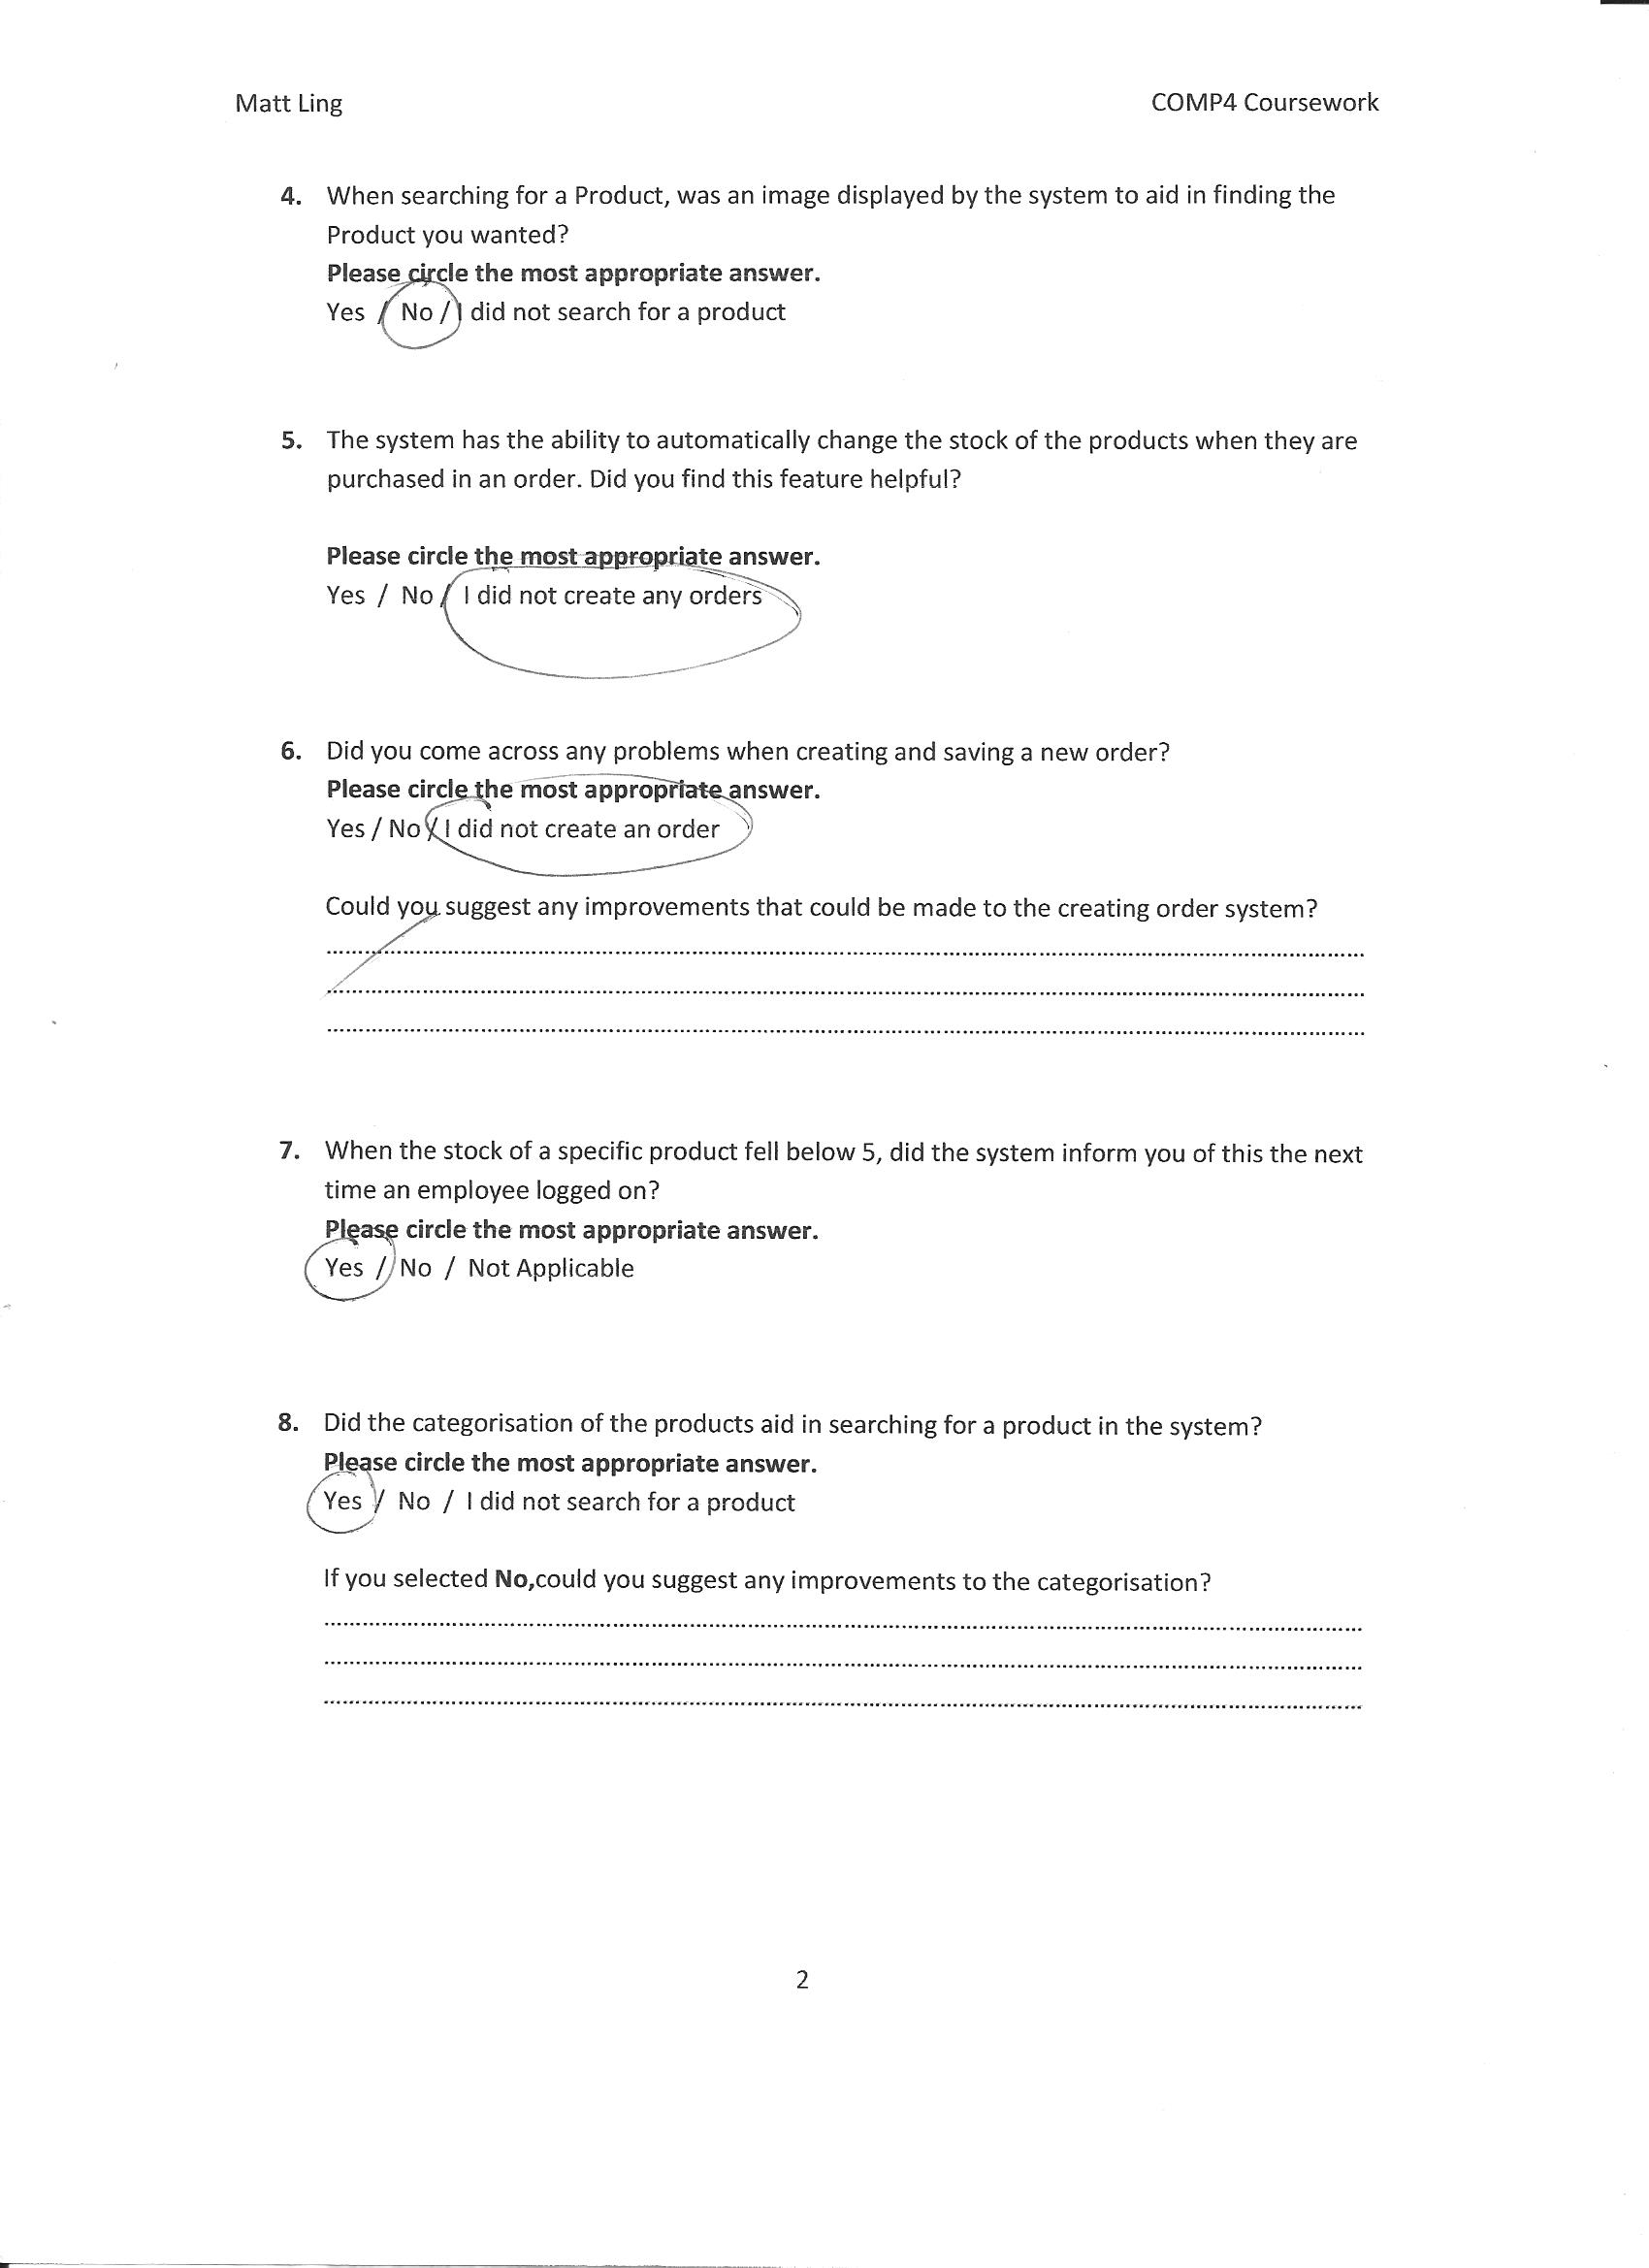 Matt Ling
COMP4 Coursework
4. When searching for a Product, was an image displayed by the system to aid in finding the
Product you wanted?
Please circle the most appropriate answer.
Yes / No / I did not search for a product
5. The system has the ability to automatically change the stock of the products when they are
purchased in an order. Did you find this feature helpful?
Please circle the most appropriate answer.
Yes / No / I did not create any orders
6. Did you come across any problems when creating and saving a new order?
Please circle the most appropriate answer.
Yes / No / I did not create an order
Could you suggest any improvements that could be made to the creating order system?
7. When the stock of a specific product fell below 5, did the system inform you of this the next
time an employee logged on?
Please circle the most appropriate answer.
Yes / No / Not Applicable
8. Did the categorisation of the products aid in searching for a product in the system?
Please circle the most appropriate answer.
Yes / No / I did not search for a product
If you selected No,could you suggest any improvements to the categorisation?
2